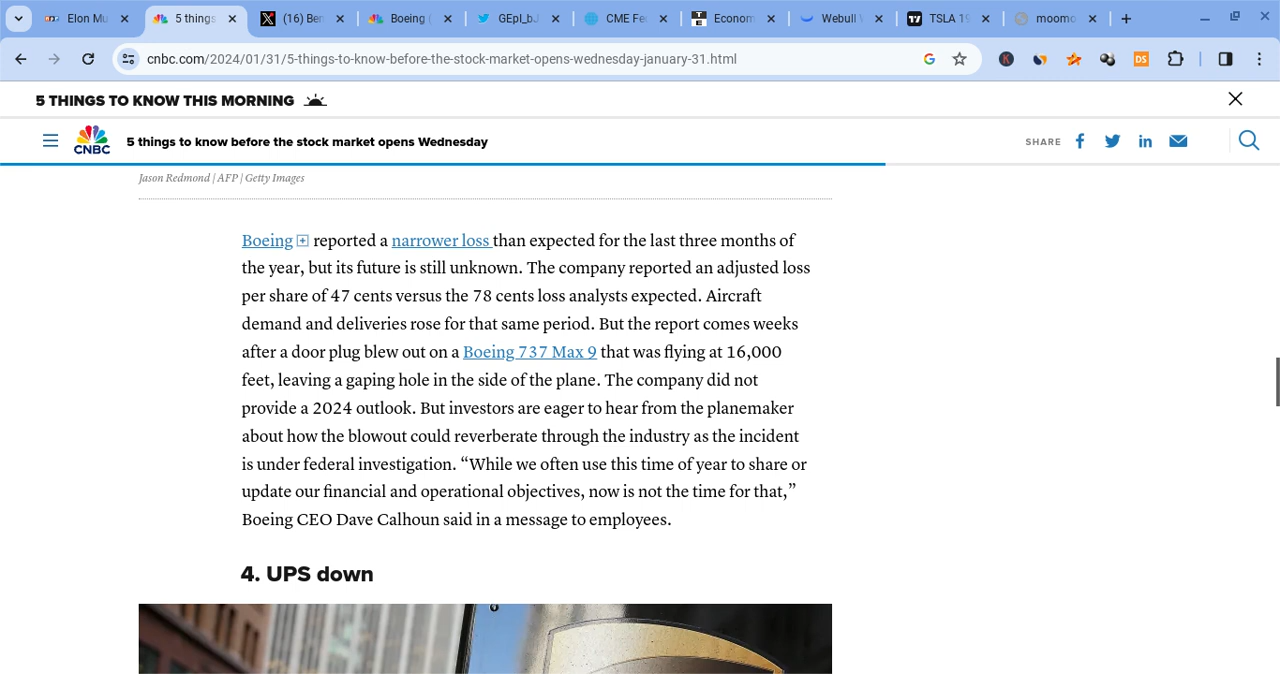 Elon Mu
5 things
(16) Ben
Boeing (
GEpl_bJ
CME Fe
Econom
Webull V
TSLA 19
moomo
cnbc.com/2024/01/31/5-things-to-know-before-the-stock-market-opens-wednesday-january-31.html
5 THINGS TO KNOW THIS MORNING
CNBC
5 things to know before the stock market opens Wednesday
SHARE
Jason Redmond | AFP | Getty Images
Boeing reported a narrower loss than expected for the last three months of
the year, but its future is still unknown. The company reported an adjusted loss
per share of 47 cents versus the 78 cents loss analysts expected. Aircraft
demand and deliveries rose for that same period. But the report comes weeks
after a door plug blew out on a Boeing 737 Max 9 that was flying at 16,000
feet, leaving a gaping hole in the side of the plane. The company did not
provide a 2024 outlook. But investors are eager to hear from the planemaker
about how the blowout could reverberate through the industry as the incident
is under federal investigation. “While we often use this time of year to share or
update our financial and operational objectives, now is not the time for that,”
Boeing CEO Dave Calhoun said in a message to employees.
4. UPS down